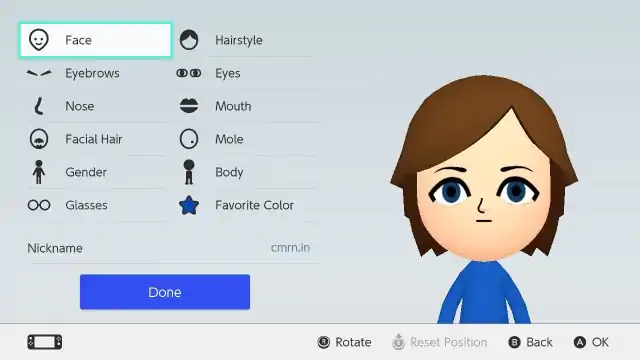 Face
Hairstyle
Eyebrows
Eyes
Nose
Mouth
Facial Hair
Mole
Gender
Body
Glasses
Favorite Color
Nickname
cmrn.in
Done
R Rotate
Reset Position
B Back
A OK